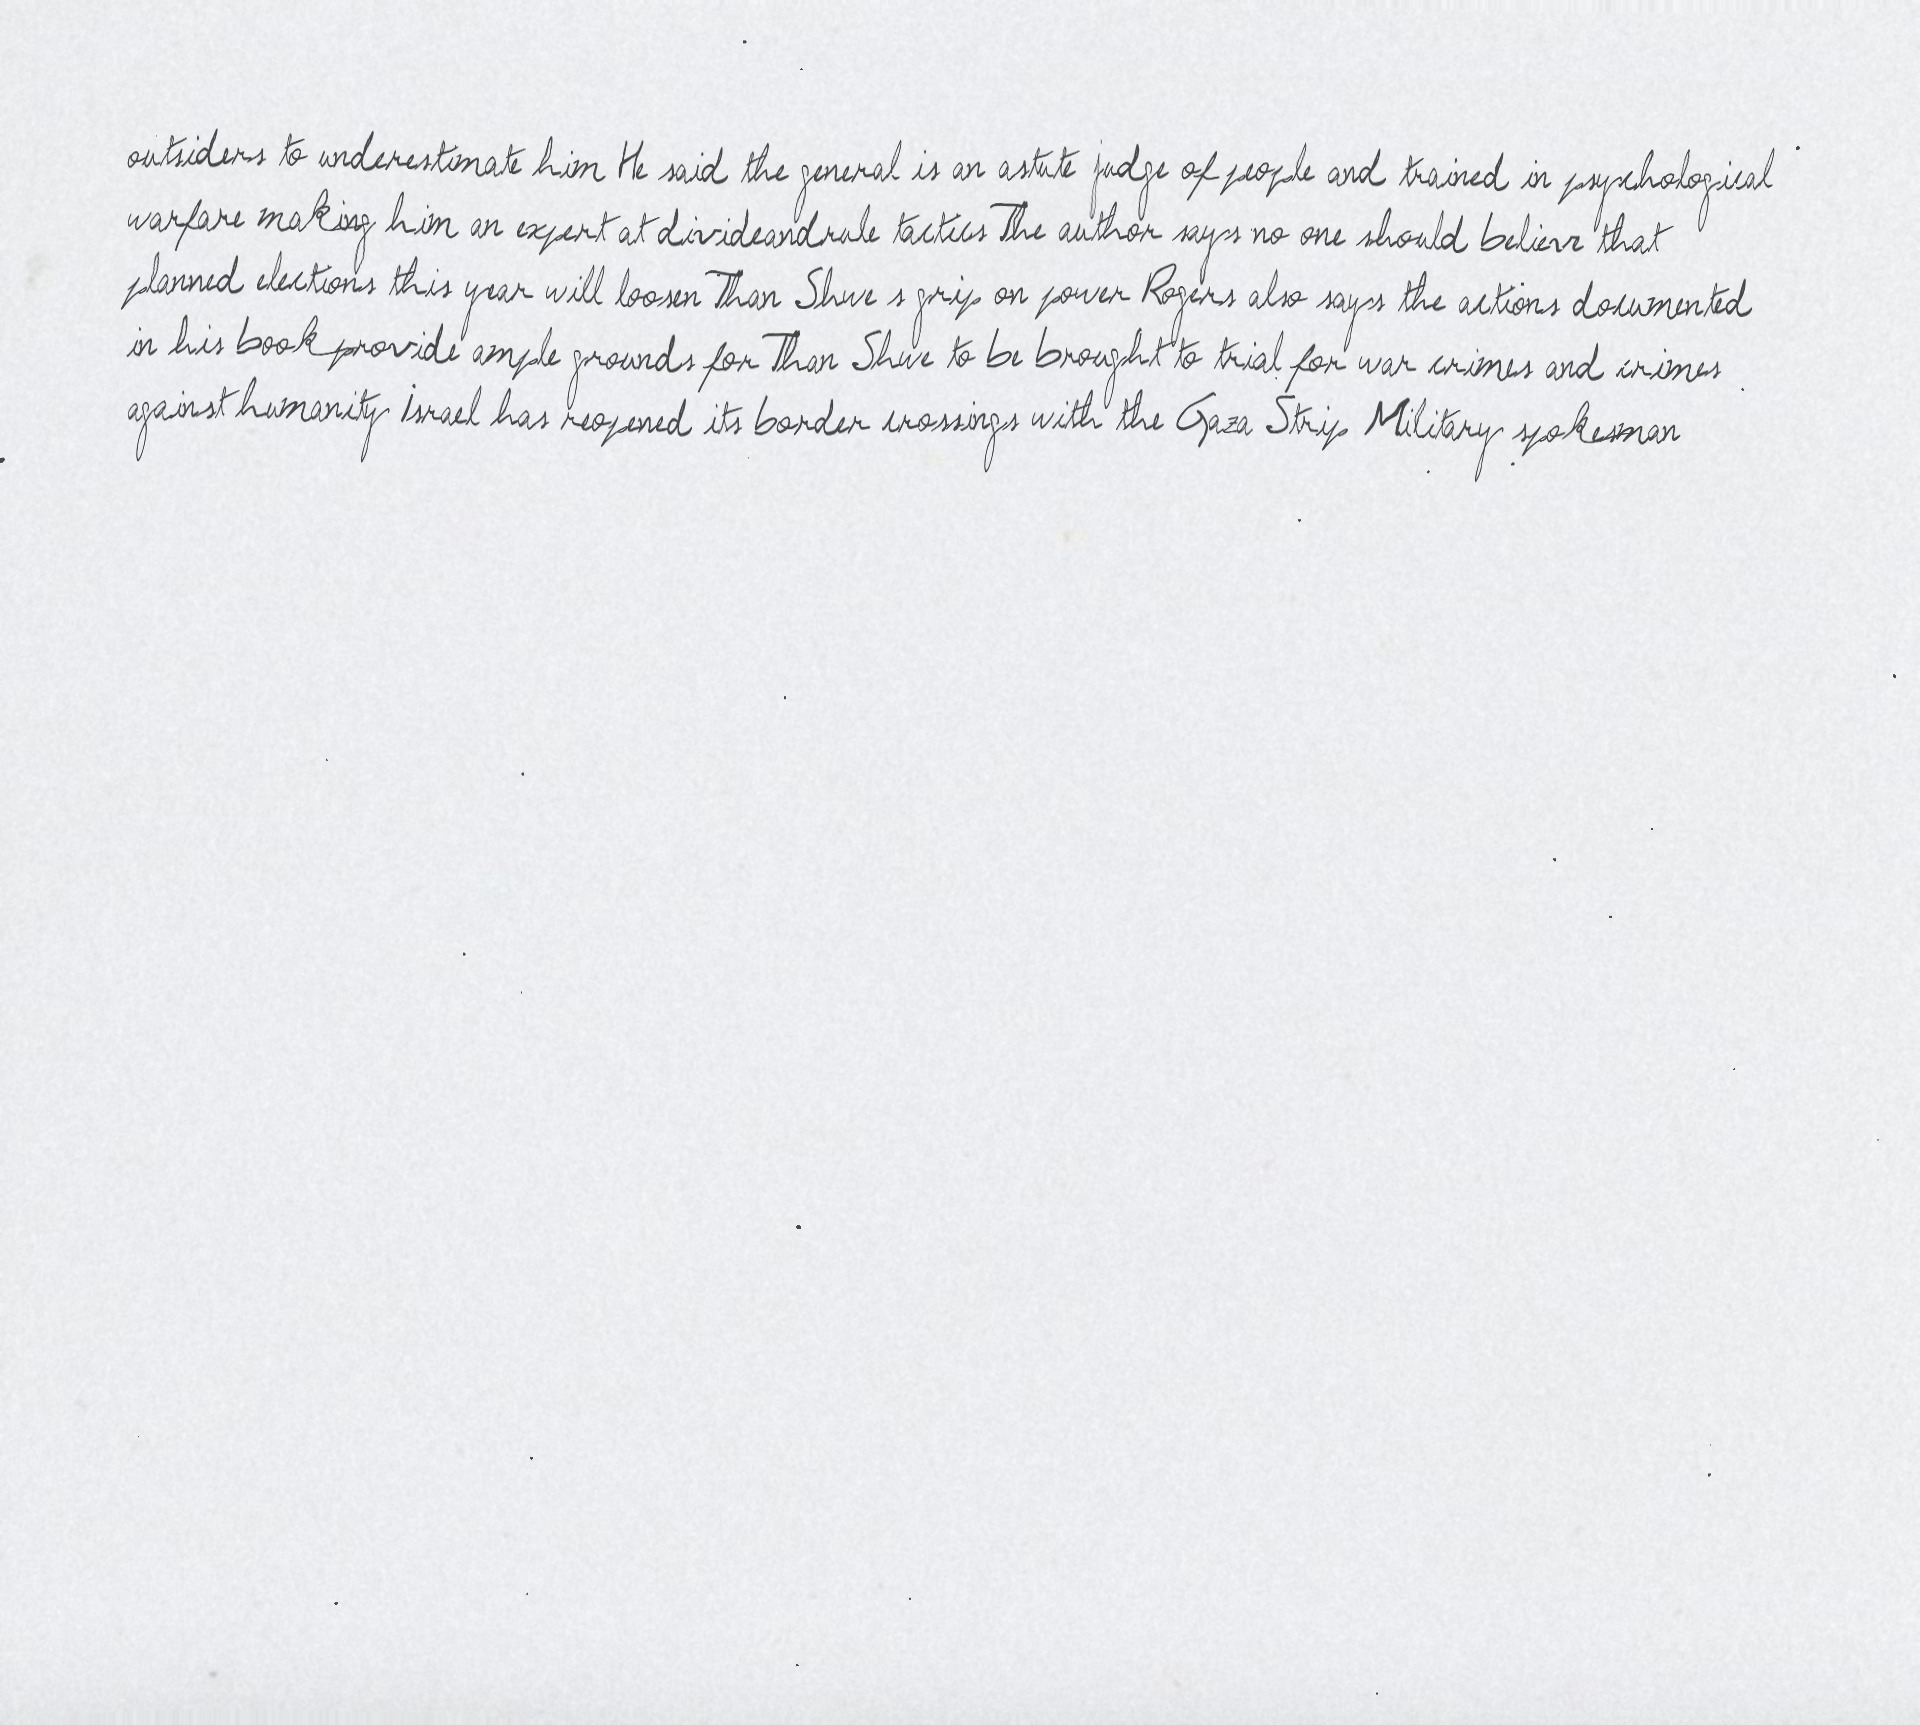 outsiders to underestimate him He said the general is an astute judge of people and trained in psychological
warfare making him an expert at divideandrule tactics The author says no one should believe that
planned elections this year will loosen Than Shwe s grip on power Rogers also says the actions documented
in his book provide ample grounds for Than Shwe to be brought to trial for war crimes and crimes
against humanity Israel has reopened its border crossings with the Gaza Strip Military spokesman